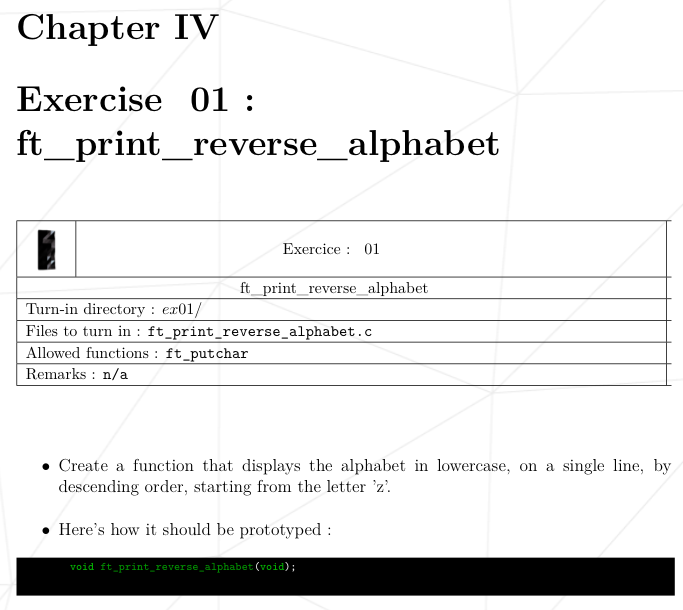 Chapter IV
Exercise 01 :
ft_print_reverse_alphabet
Exercice : 01
ft_print_reverse_alphabet
Turn-in directory : ex01/
Files to turn in : ft_print_reverse_alphabet.c
Allowed functions : ft_putchar
Remarks : n/a
• Create a function that displays the alphabet in lowercase, on a single line, by
descending order, starting from the letter 'z'.
• Here's how it should be prototyped :
void ft_print_reverse_alphabet(void);